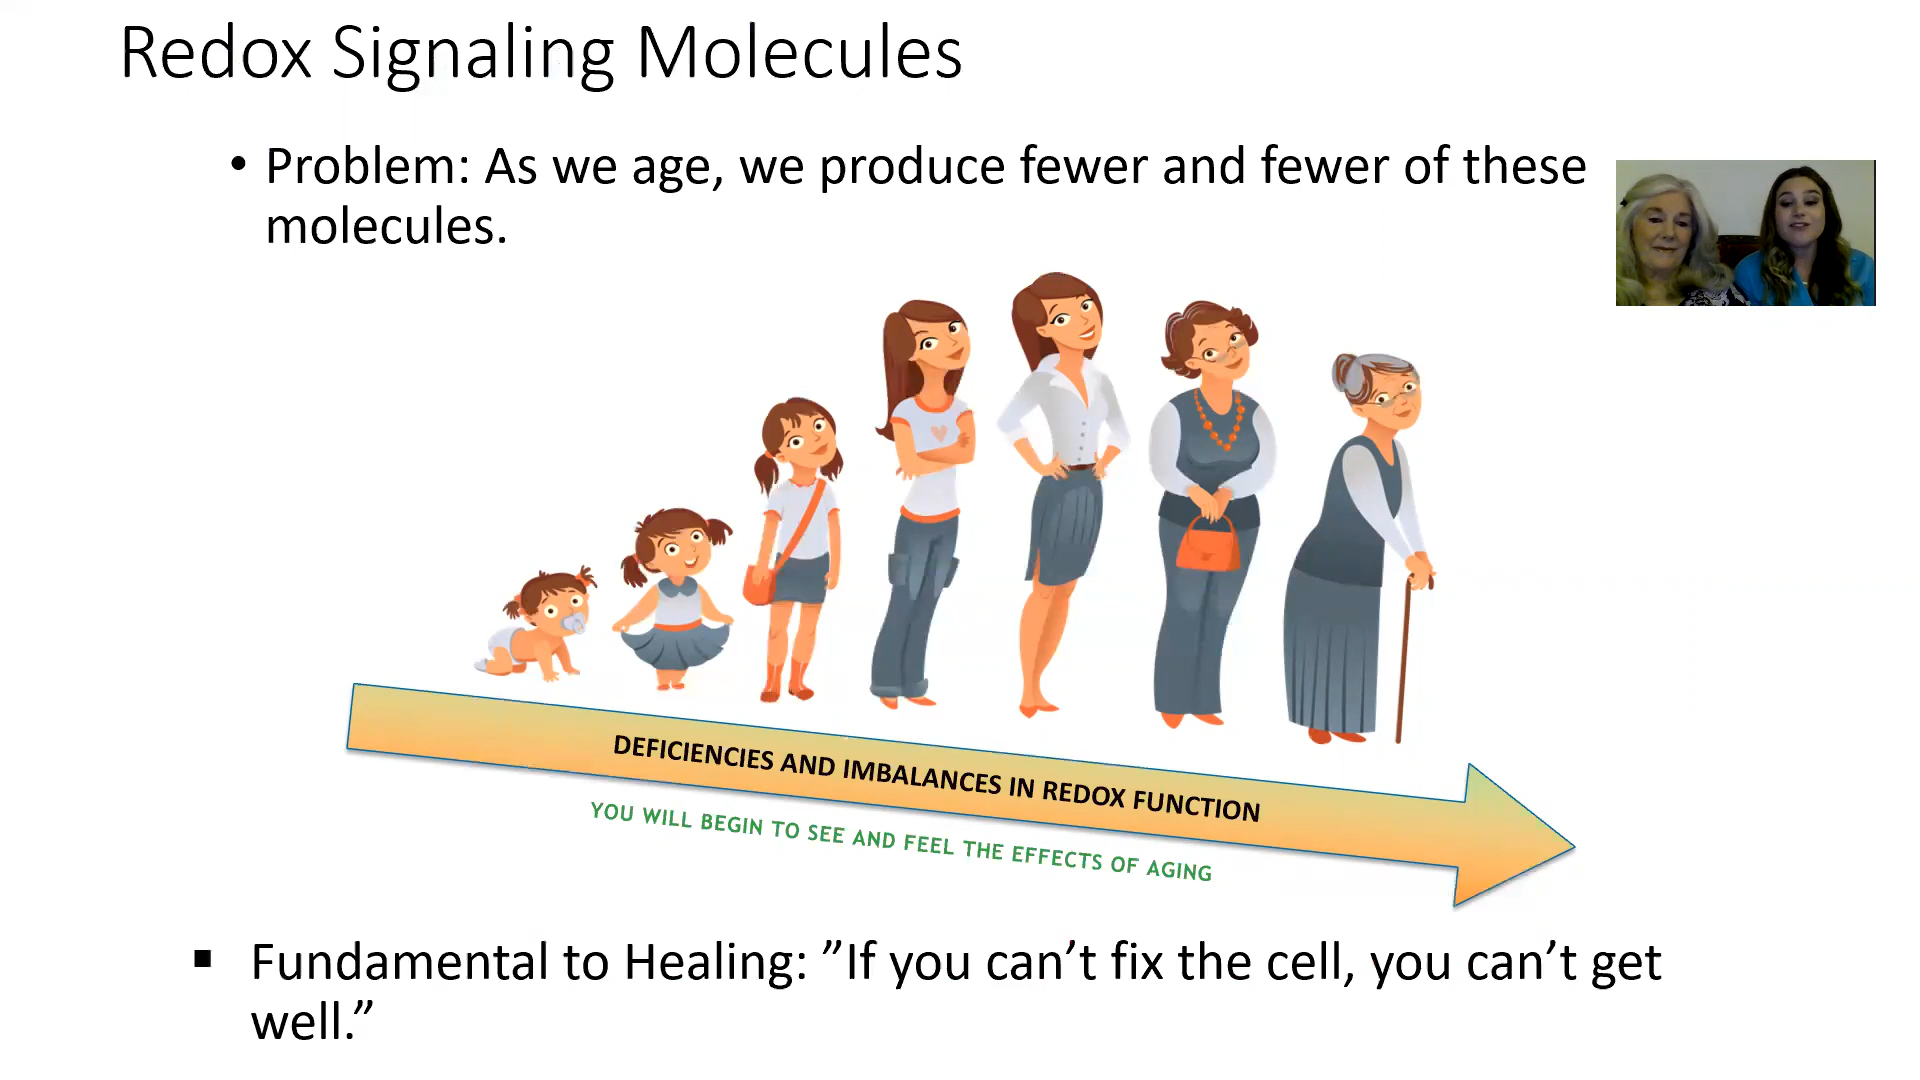 Redox Signaling Molecules
• Problem: As we age, we produce fewer and fewer of these
molecules.
DEFICIENCIES AND IMBALANCES IN REDOX FUNCTION
YOU WILL BEGIN TO SEE AND FEEL THE EFFECTS OF AGING
▪ Fundamental to Healing: ”If you can’t fix the cell, you can’t get
well.”